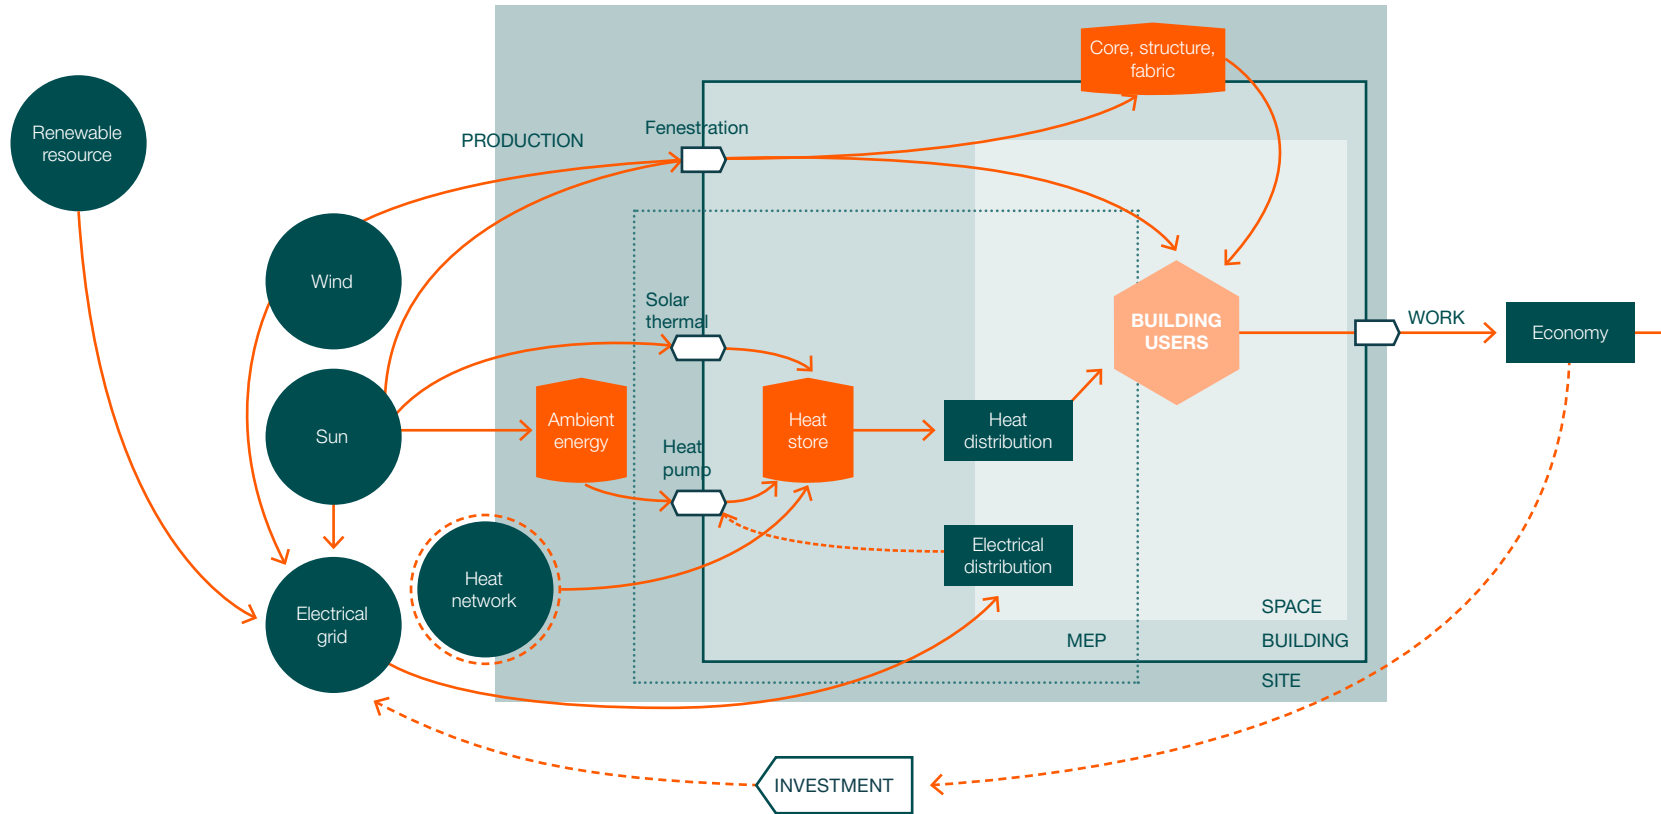 Core, structure,
fabric
Renewable
resource
PRODUCTION
Fenestration
Wind
Solar
thermal
BUILDING
USERS
WORK
Economy
Sun
Ambient
energy
Heat
store
Heat
distribution
Heat
pump
Electrical
distribution
Heat
network
Electrical
grid
SPACE
MEP
BUILDING
SITE
INVESTMENT